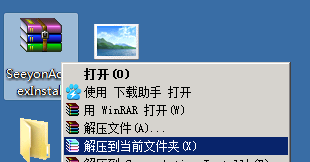 SeeyonAc
exInstal
打开(O)
使用 下载助手 打开
用 WinRAR 打开(W)
解压文件(A)...
解压到当前文件夹(X)